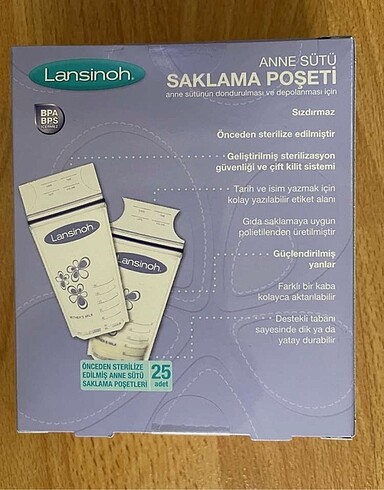 Lansinoh®
ANNE SÜTÜ
SAKLAMA POŞETİ
anne sütünün dondurulması ve depolanması için
BPA
BPS
İÇERMEZ
Sızdırmaz
Önceden sterilize edilmiştir
Geliştirilmiş sterilizasyon
güvenliği ve çift kilit sistemi
Tarih ve isim yazmak için
kolay yazılabilir etiket alanı
Gıda saklamaya uygun
polietilenden üretilmiştir
Güçlendirilmiş
yanlar
Farklı bir kaba
kolayca aktarılabilir
Destekli tabanı
sayesinde dik ya da
yatay durabilir
Lansinoh
Lansinoh
ÖNCEDEN STERİLİZE
EDİLMİŞ ANNE SÜTÜ
SAKLAMA POŞETLERİ
25
adet